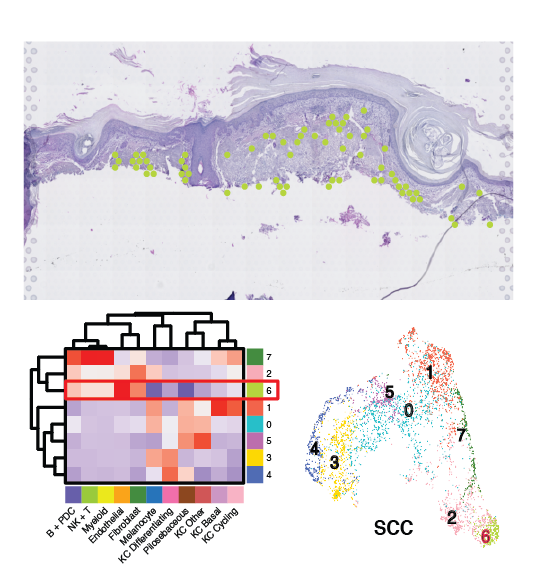 7
2
6
1
0
5
3
4
B + PDC
NK + T
Myeloid
Endothelial
Fibroblast
Melanocyte
KC Differentiating
Pilosebaceous
KC Other
KC Basal
KC Cycling
1
5
0
7
4
3
2
6
SCC